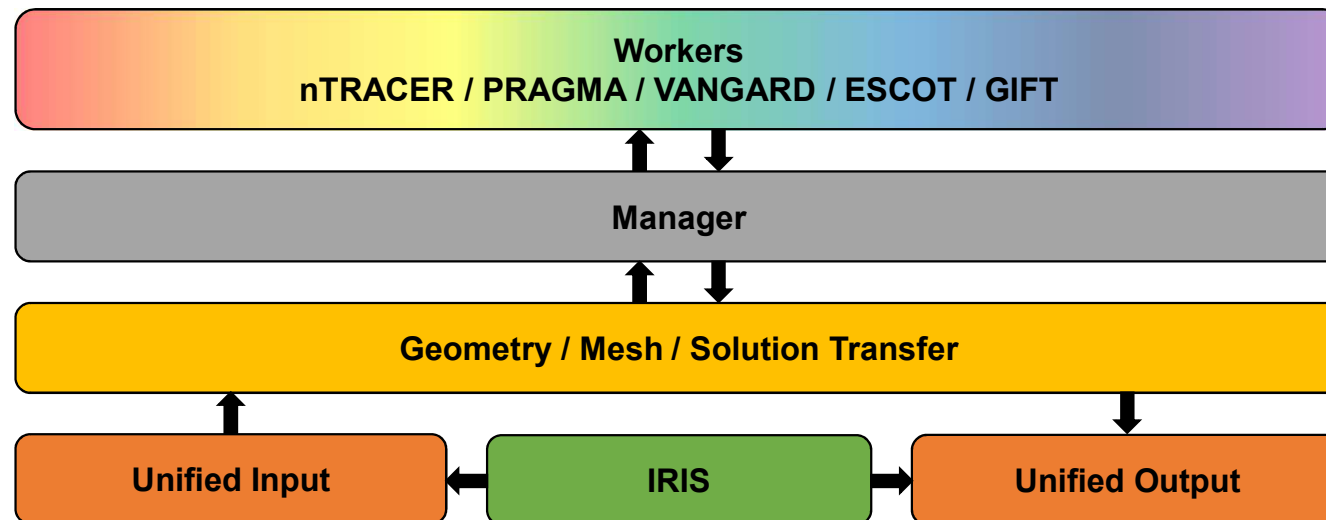 Workers
nTRACER / PRAGMA / VANGARD / ESCOT / GIFT
Manager
Geometry / Mesh / Solution Transfer
Unified Input
IRIS
Unified Output